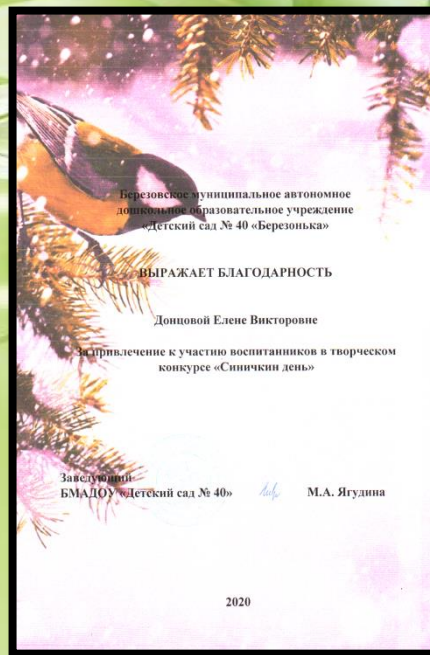 Березовское муниципальное автономное
дошкольное образовательное учреждение
«Детский сад № 40 «Березонька»
ВЫРАЖАЕТ БЛАГОДАРНОСТЬ
Донцовой Елене Викторовне
За привлечение к участию воспитанников в творческом
конкурсе «Синичкин день»
Заведующий
БМАДОУ «Детский сад № 40» М.А. Ягудина
2020